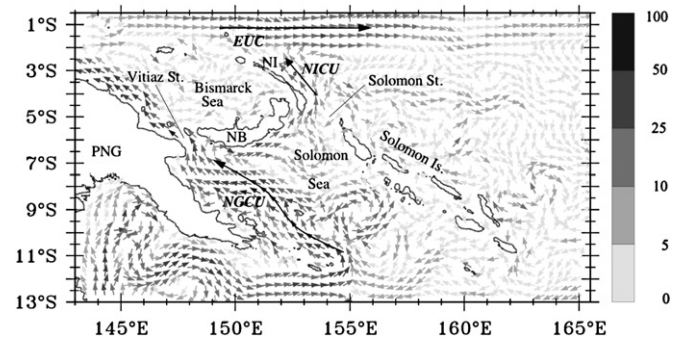 1°S
3°S
5°S
7°S
9°S
11°S
13°S
145°E
150°E
155°E
160°E
165°E
EUC
NI
NICU
Vitiaz St.
Bismarck
Sea
Solomon St.
NB
PNG
Solomon
Sea
Solomon Is.
NGCU
100
50
25
10
5
0